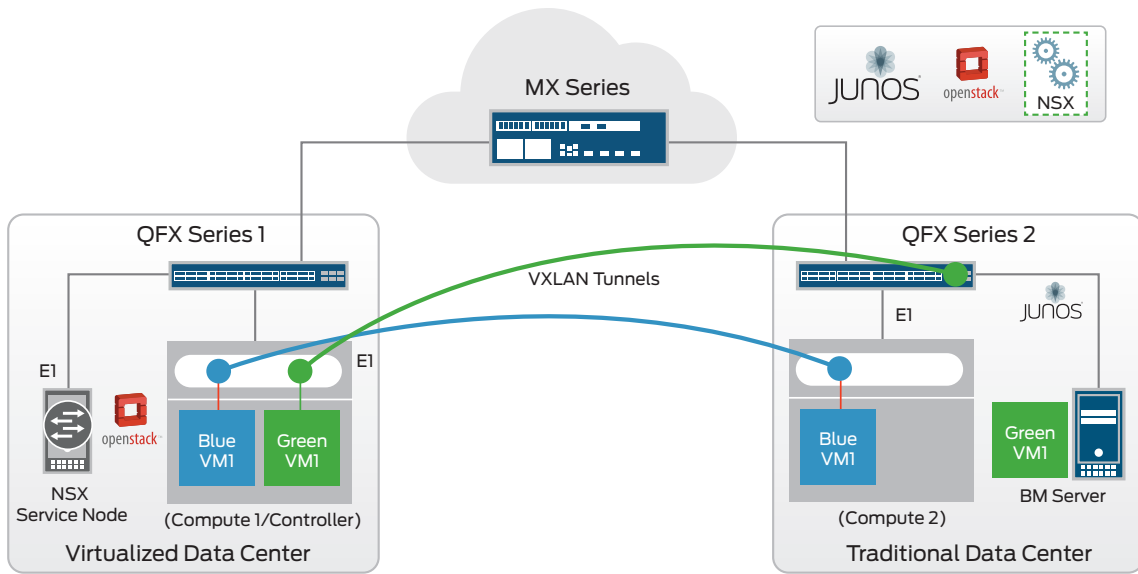 MX Series
JUNOS
openstack™
NSX
QFX Series 1
QFX Series 2
VXLAN Tunnels
E1
E1
E1
JUNOS
openstack™
Blue
VM1
Green
VM1
Blue
VM1
Green
VM1
NSX
Service Node
(Compute 1/Controller)
(Compute 2)
BM Server
Virtualized Data Center
Traditional Data Center